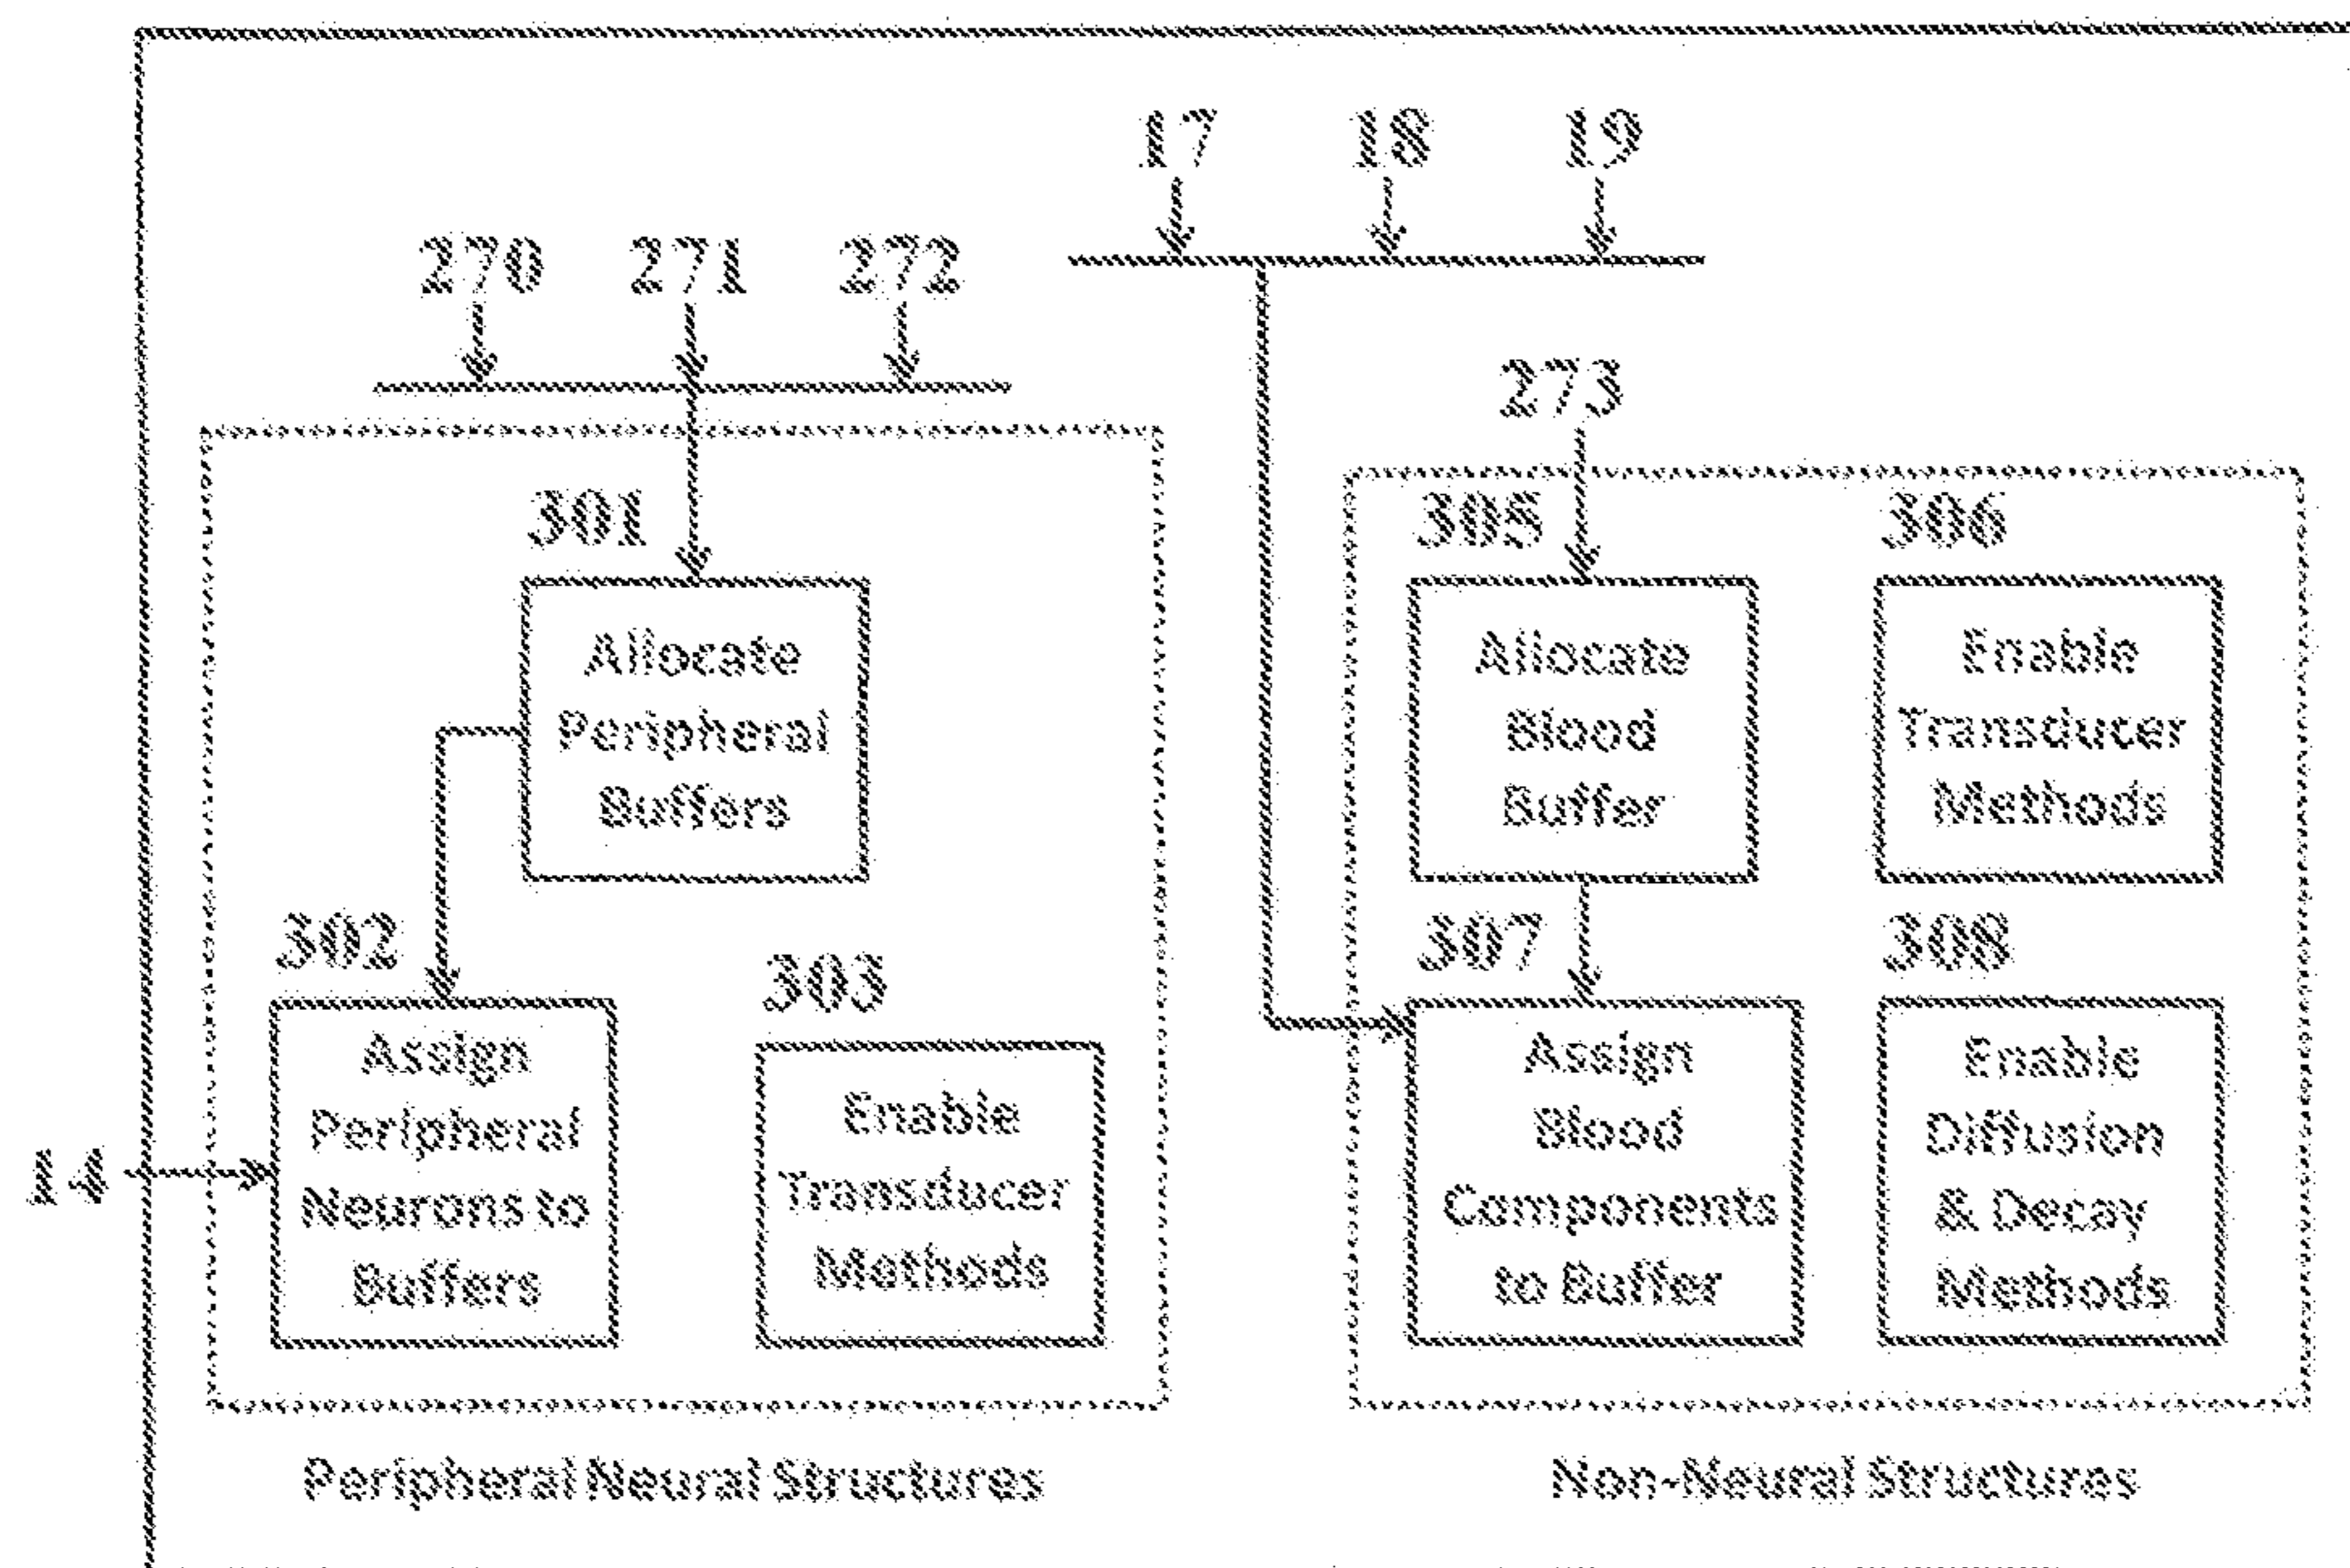 17 18 19
270 271 272
273
301
Allocate
Peripheral
Buffers
302
Assign
Peripheral
Neurons to
Buffers
14
303
Enable
Transducer
Methods
Peripheral Neural Structures
305
Allocate
Blood
Buffer
306
Enable
Transducer
Methods
307
Assign
Blood
Components
to Buffer
308
Enable
Diffusion
& Decay
Methods
Non-Neural Structures